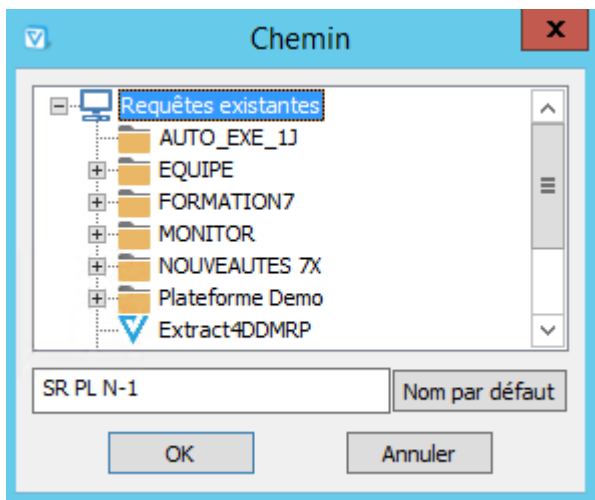 Chemin
x
Requêtes existantes
AUTO_EXE_1J
EQUIPE
FORMATION7
MONITOR
NOUVEAUTES 7X
Plateforme Demo
Extract4DDMRP
SR PL N-1
Nom par défaut
OK
Annuler